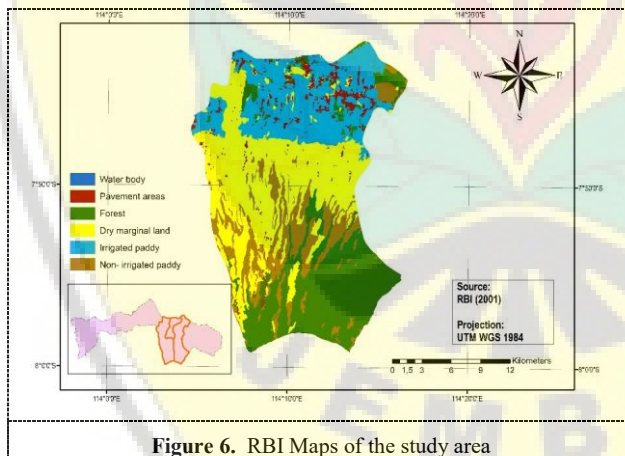 114°0'0"E 114°10'0"E 114°20'0"E
N
W E
S
Water body
Pavement areas
Forest
Dry marginal land
Irrigated paddy
Non- irrigated paddy
7°50'0"S 7°50'0"S
Source:
RBI (2001)
Projection:
UTM WGS 1984
Kilometers
0 1,5 3 6 9 12
8°0'0"S 8°0'0"S
114°0'0"E 114°10'0"E 114°20'0"E
E M B
Figure 6. RBI Maps of the study area